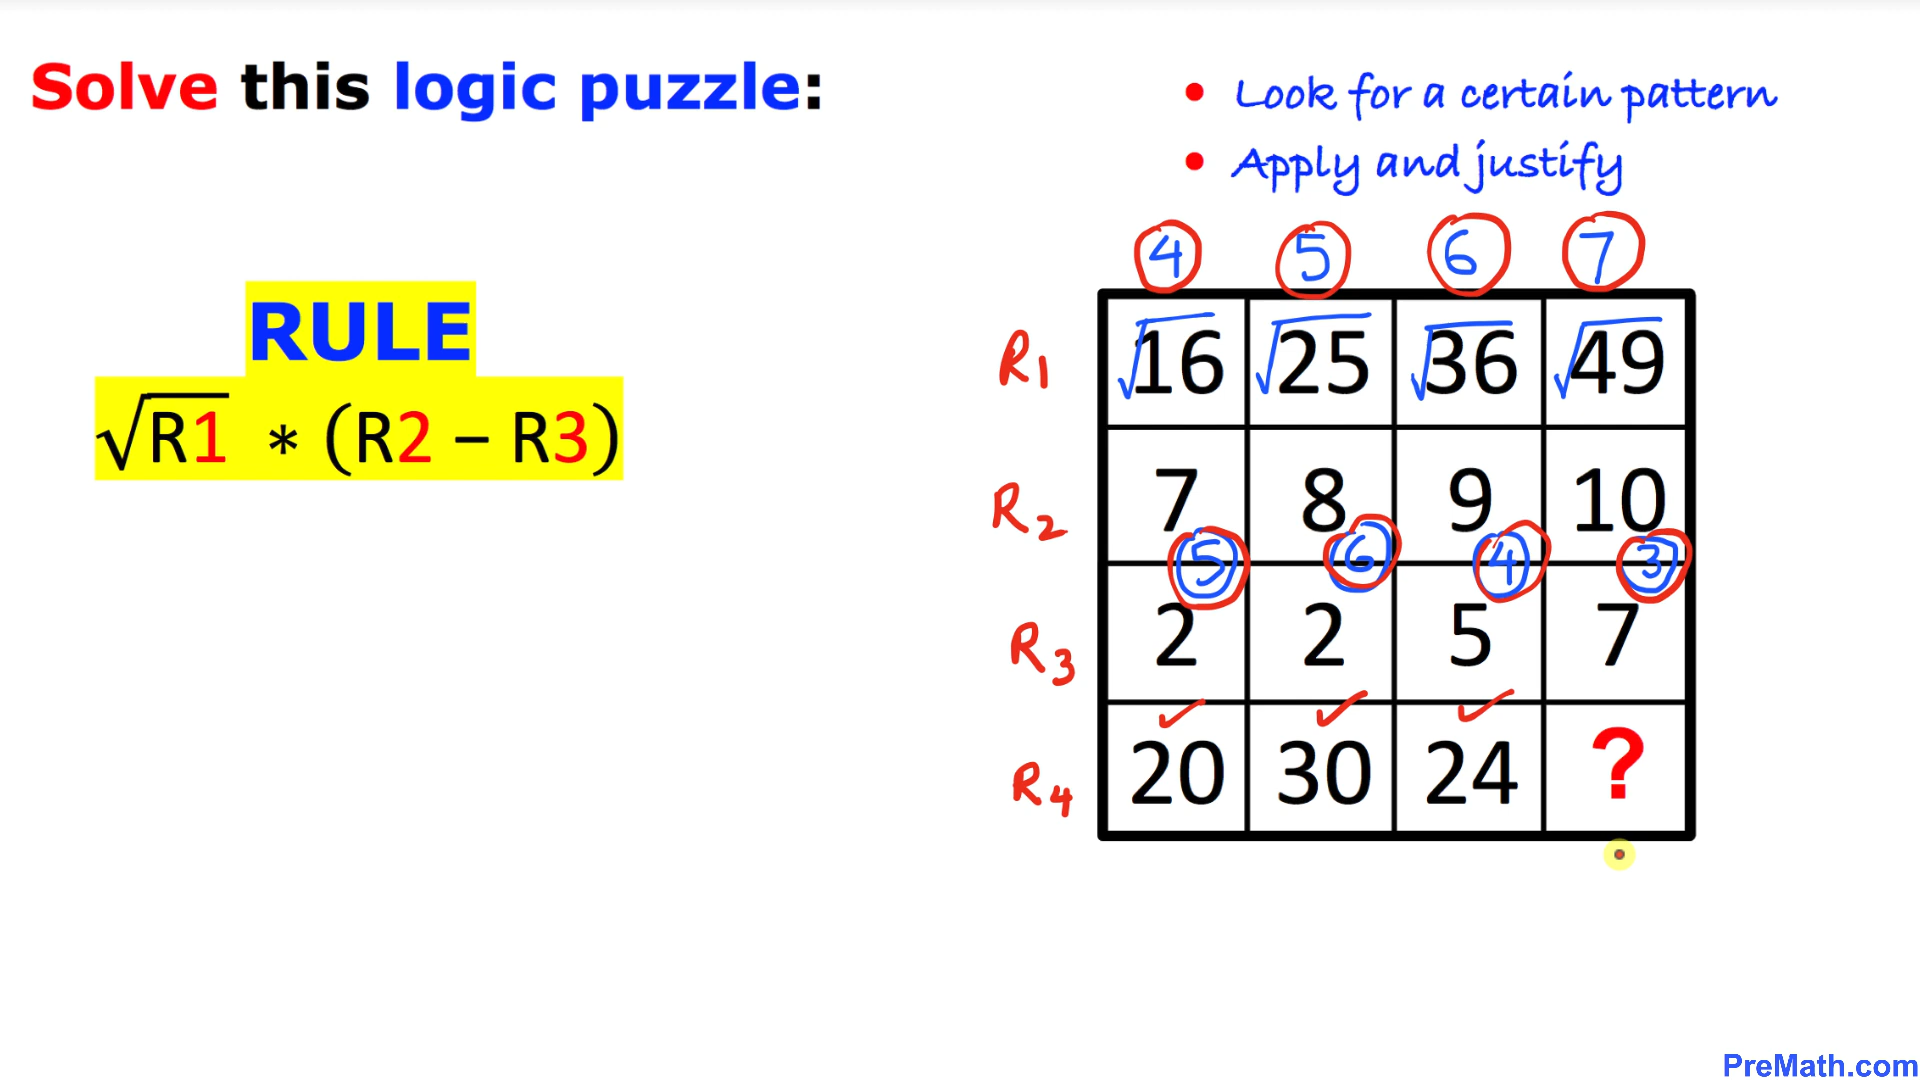 Solve this logic puzzle:
• Look for a certain pattern
• Apply and justify
RULE
√R1 * (R2 − R3)
4 5 6 7
R1 √16 √25 √36 √49
R2 7 8 9 10
5 6 4 3
R3 2 2 5 7
✓ ✓ ✓
R4 20 30 24 ?
PreMath.com